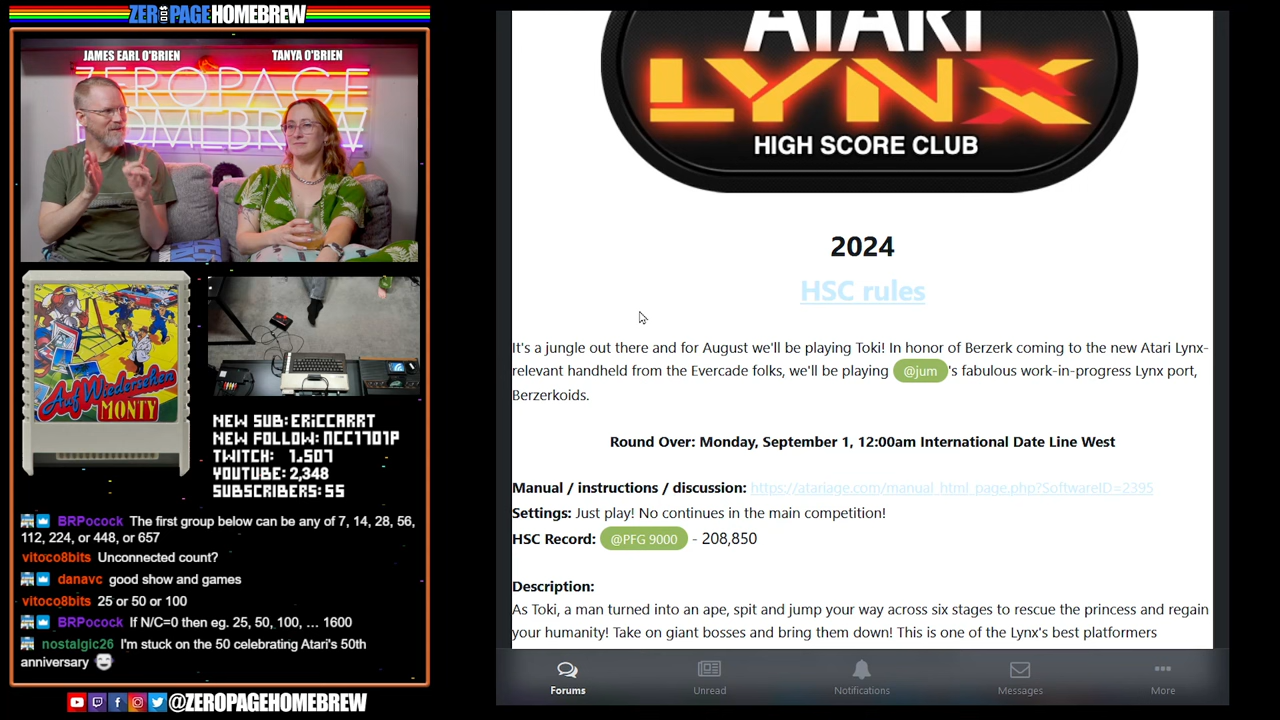 ZEROPAGEHOMEBREW
JAMES EARL O'BRIEN
TANYA O'BRIEN
ZEROPAGE
HOMEBREW
Auf Wiedersehen
MONTY
NEW SUB: ERICCARRT
NEW FOLLOW: NCC1701P
TWITCH: 1,507
YOUTUBE: 2,348
SUBSCRIBERS: 55
BRPocock The first group below can be any of 7, 14, 28, 56,
112, 224, or 448, or 657
vitoco8bits Unconnected count?
danavc good show and games
vitoco8bits 25 or 50 or 100
BRPocock If N/C=0 then eg. 25, 50, 100, … 1600
nostalgic26 I'm stuck on the 50 celebrating Atari's 50th
anniversary
@ZEROPAGEHOMEBREW
ATARI
LYNX
HIGH SCORE CLUB
2024
HSC rules
It's a jungle out there and for August we'll be playing Toki! In honor of Berzerk coming to the new Atari Lynx-
relevant handheld from the Evercade folks, we'll be playing @jum 's fabulous work-in-progress Lynx port,
Berzerkoids.
Round Over: Monday, September 1, 12:00am International Date Line West
Manual / instructions / discussion: https://atariage.com/manual_html_page.php?SoftwareID=2395
Settings: Just play! No continues in the main competition!
HSC Record: @PFG 9000 - 208,850
Description:
As Toki, a man turned into an ape, spit and jump your way across six stages to rescue the princess and regain
your humanity! Take on giant bosses and bring them down! This is one of the Lynx's best platformers
Forums
Unread
Notifications
Messages
More